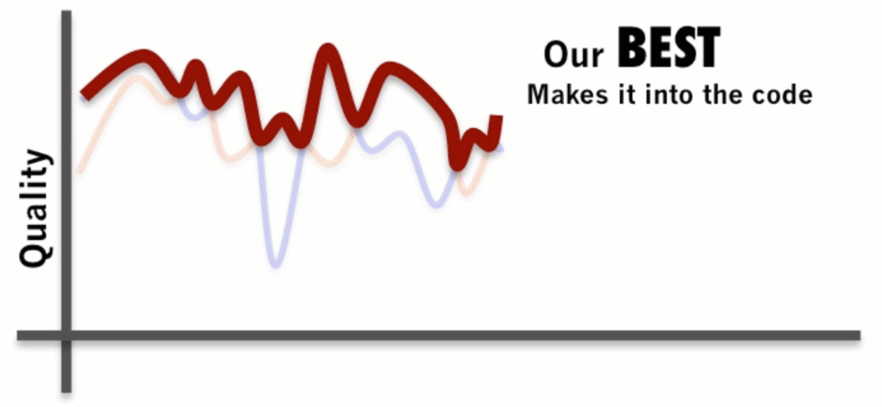 Our BEST
Makes it into the code
Quality